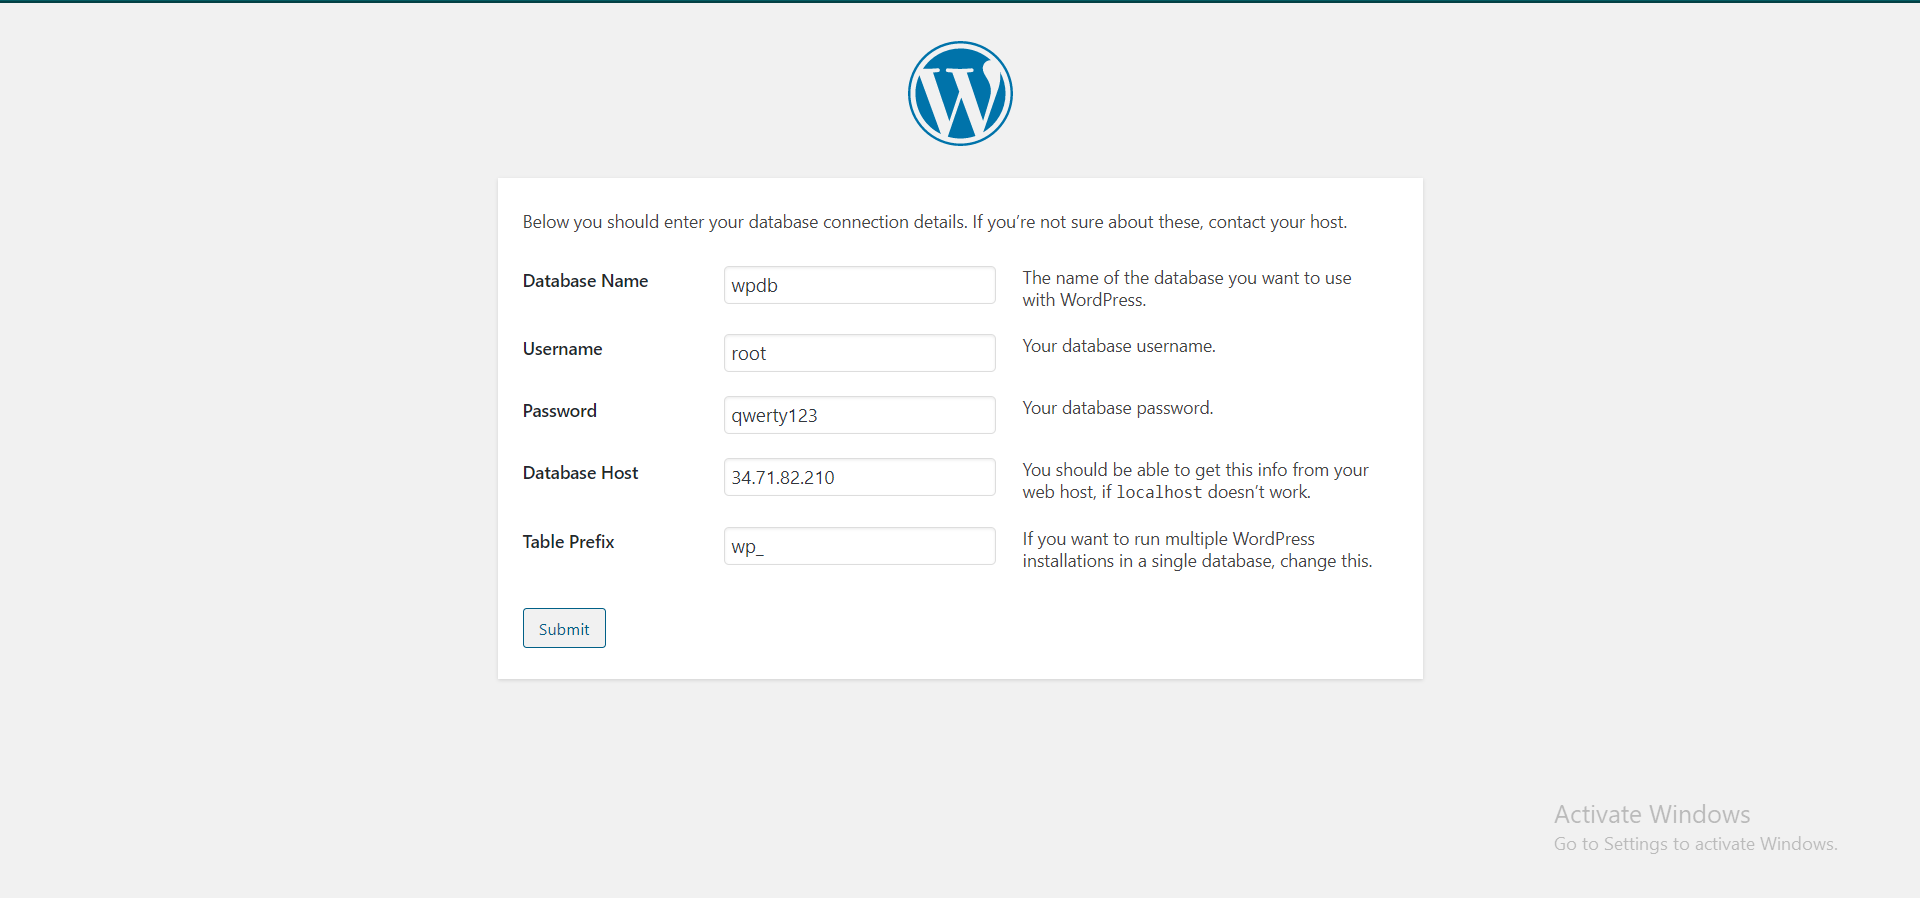 Below you should enter your database connection details. If you’re not sure about these, contact your host.
Database Name
wpdb
The name of the database you want to use
with WordPress.
Username
root
Your database username.
Password
qwerty123
Your database password.
Database Host
34.71.82.210
You should be able to get this info from your
web host, if localhost doesn’t work.
Table Prefix
wp_
If you want to run multiple WordPress
installations in a single database, change this.
Submit
Activate Windows
Go to Settings to activate Windows.